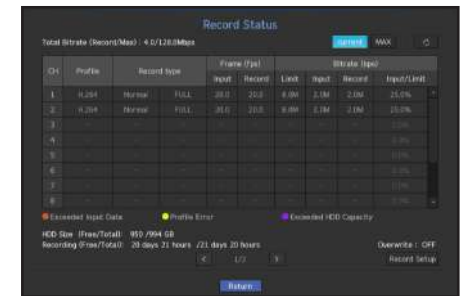 Record Status
Total Bitrate (Record/Max) : 4.0/128.0Mbps
Current MAX
CH Profile Record type Frame (fps) Bitrate (bps)
Input Record Limit Input Record Input/Limit
1 H.264 Normal FULL 20.0 20.0 8.0M 2.0M 2.0M 25.0%
2 H.264 Normal FULL 20.0 20.0 8.0M 2.0M 2.0M 25.0%
3
4
5
6
7
8
Exceeded Input Data Profile Error Exceeded HDD Capacity
HDD Size (Free/Total): 950 /994 GB
Recording (Free/Total): 20 days 21 hours /21 days 20 hours Overwrite : OFF
< 1/2 > Record Setup
Return